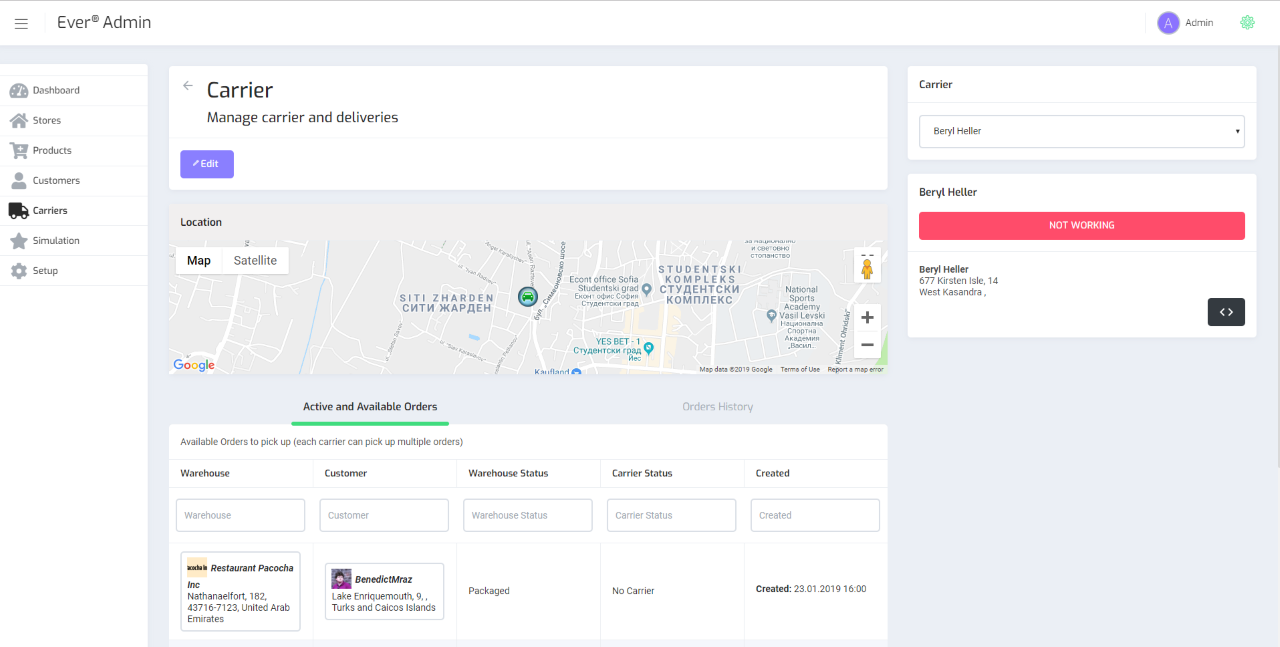 Ever® Admin
A Admin
Dashboard
Stores
Products
Customers
Carriers
Simulation
Setup
Carrier
Manage carrier and deliveries
Edit
Location
Map Satellite
SITI ZHARDEN
СИТИ ЖАРДЕН
Econt office Sofia
Studentski grad
Еконт офис София
Студентски град
STUDENTSKI
KOMPLEKS
СТУДЕНТСКИ
КОМПЛЕКС
и световно
стопанство
National
Sports
Academy
Vasil Levski
Национална
Спортна
Академия
„Васил...
YES BET - 1
Студентски град
Kaufland
Google
Map data ©2019 Google Terms of Use Report a map error
Active and Available Orders
Orders History
Available Orders to pick up (each carrier can pick up multiple orders)
Warehouse Customer Warehouse Status Carrier Status Created
Warehouse Customer Warehouse Status Carrier Status Created
Restaurant Pacocha
Inc
Nathanaelfort, 182,
43716-7123, United Arab
Emirates
BenedictMraz
Lake Enriquemouth, 9, ,
Turks and Caicos Islands
Packaged
No Carrier
Created: 23.01.2019 16:00
Carrier
Beryl Heller
Beryl Heller
NOT WORKING
Beryl Heller
677 Kirsten Isle, 14
West Kasandra ,